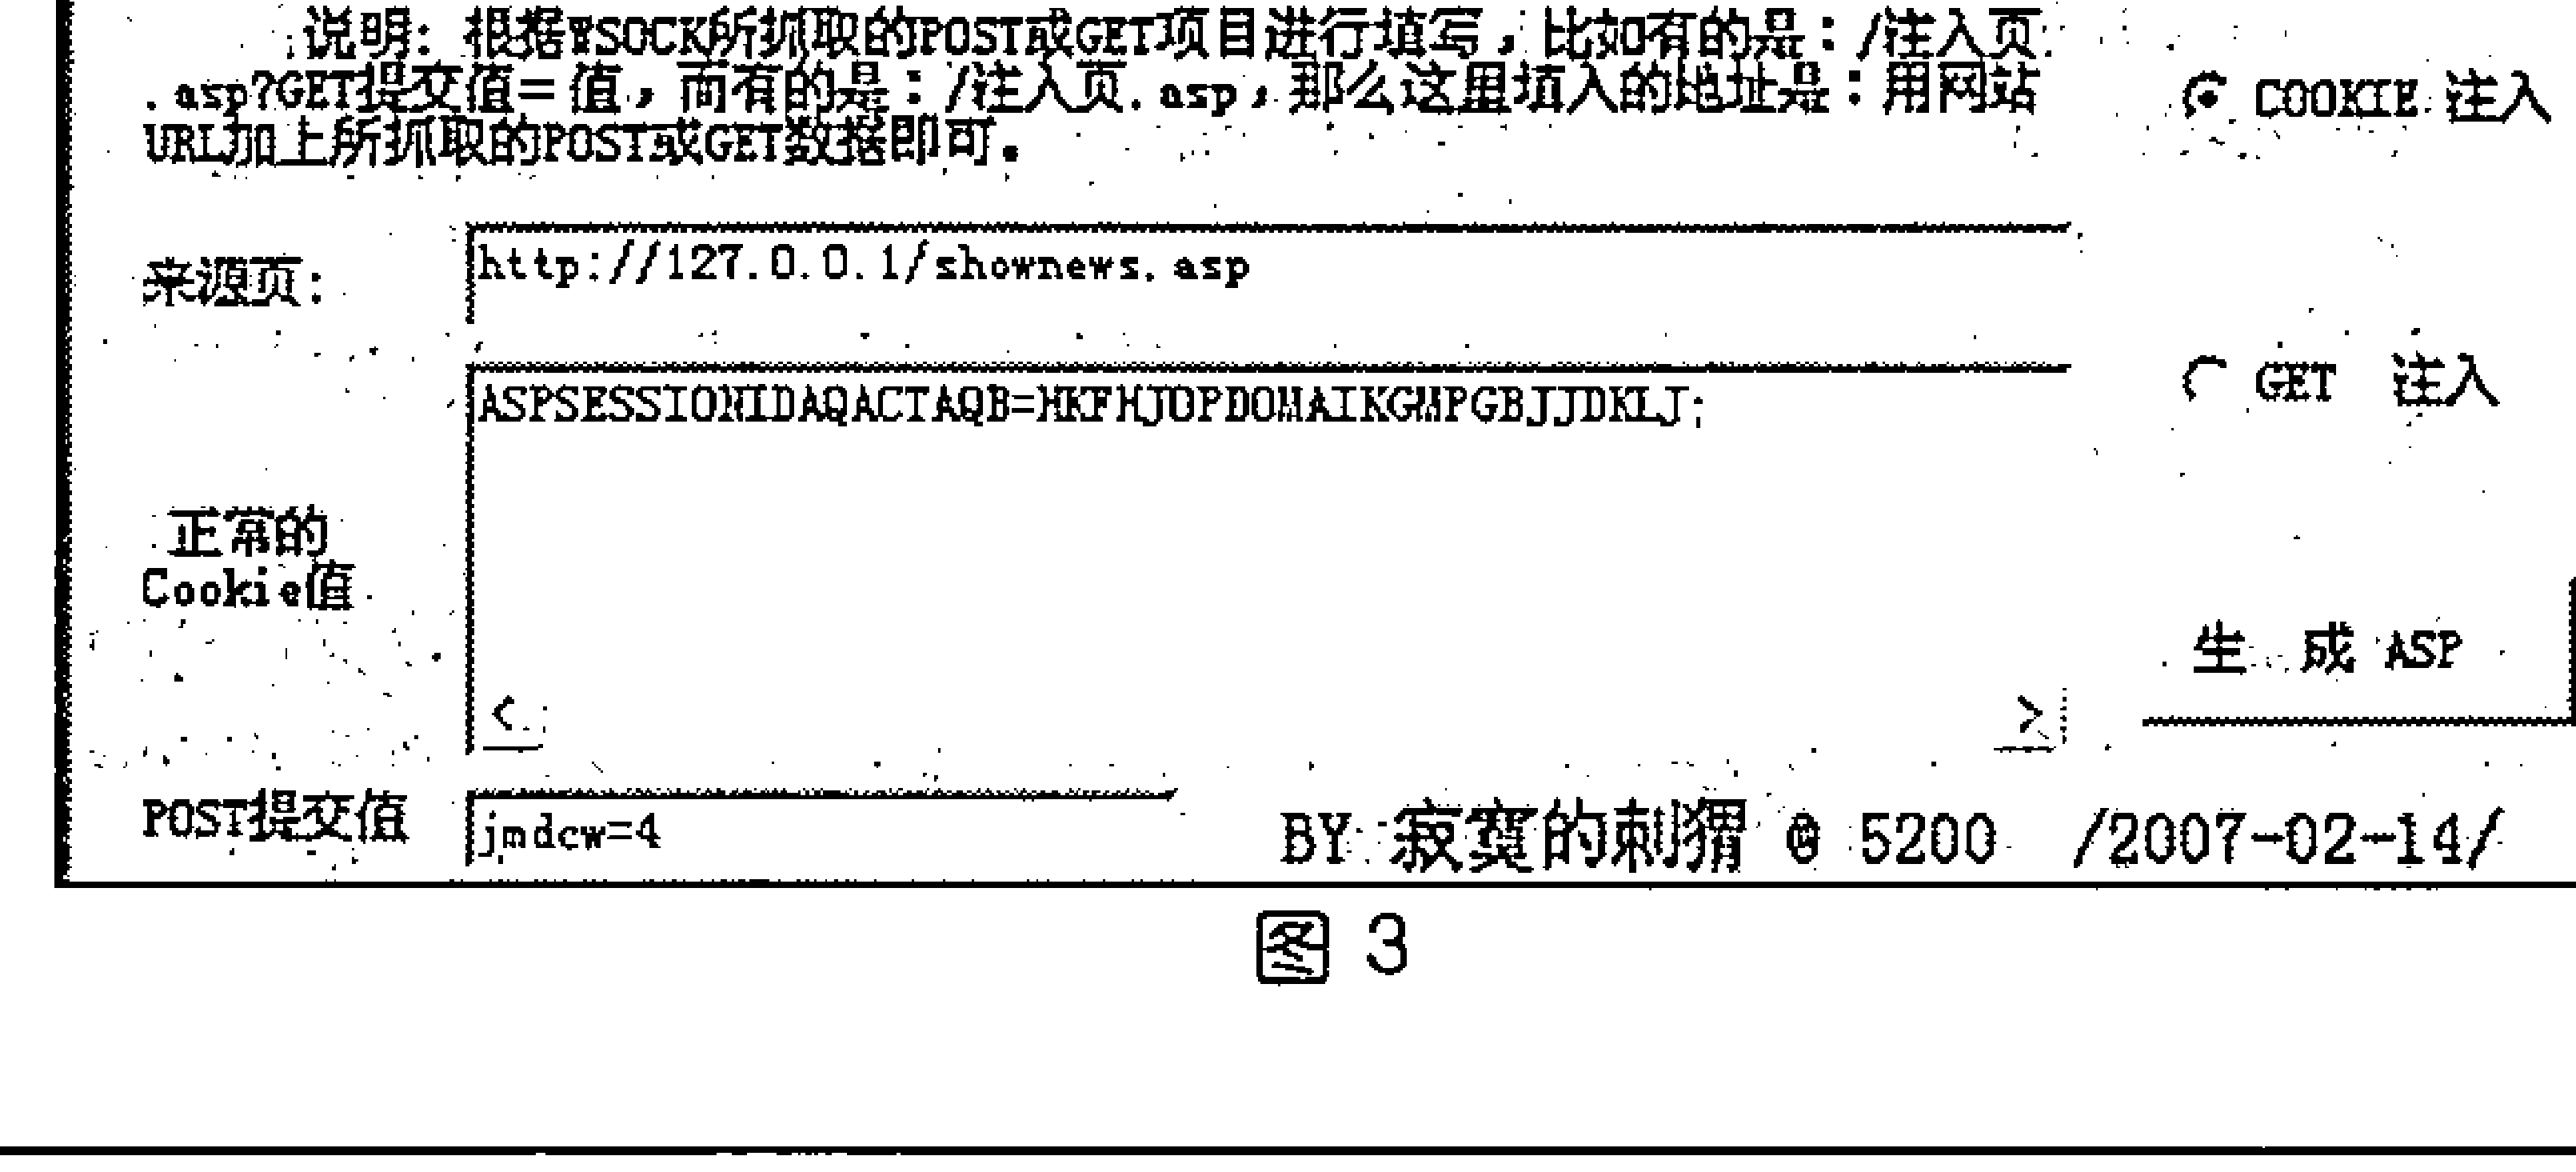 说明：根据WSOCK所抓取的POST或GET项目进行填写，比如有的是：/注入页
.asp?GET提交值=值，而有的是：/注入页.asp，那么这里填入的地址是：用网站
URL加上所抓取的POST或GET数据即可。
COOKIE 注入
来源页：
http://127.0.0.1/shownews.asp
GET 注入
ASPSESSIONIDAQACTAQB=HKFHJOPDOMAIKGMPGBJJDKLJ;
正常的
Cookie值
生 成 ASP
POST提交值
jmdcw=4
BY 寂寞的刺猬 @ 5200 /2007-02-14/
图 3